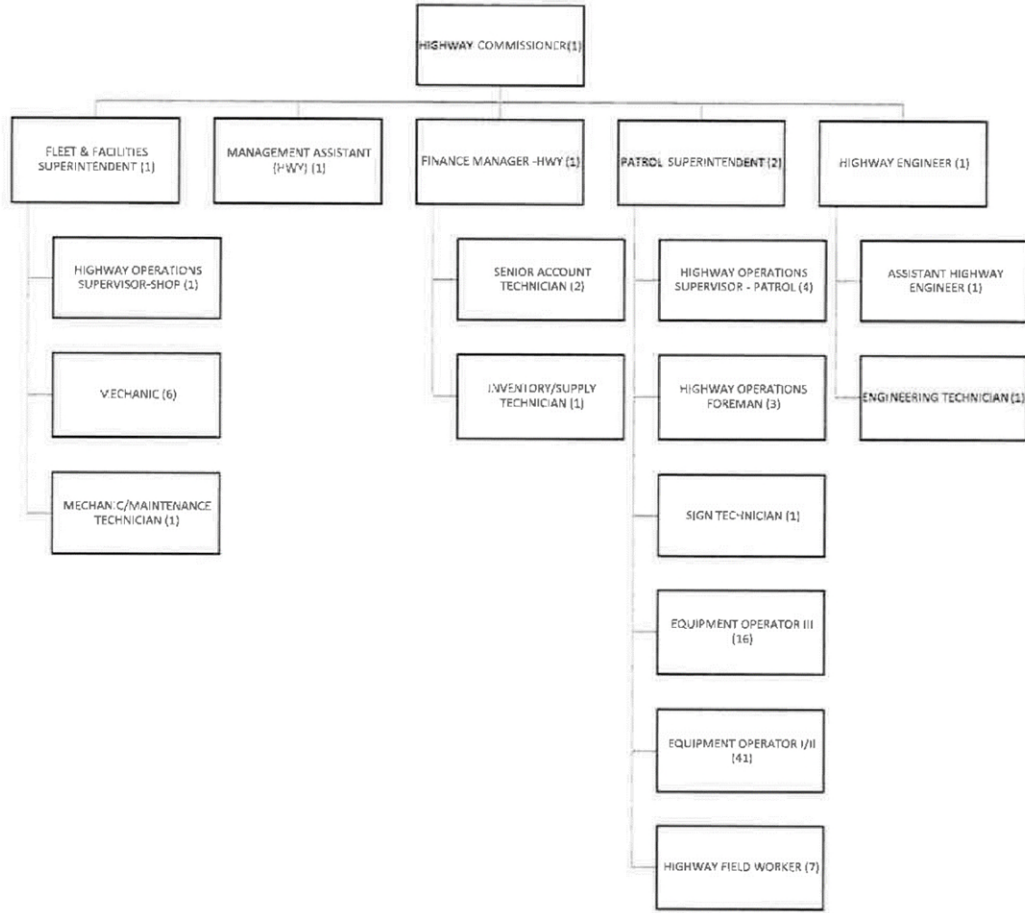 HIGHWAY COMMISSIONER(1)
FLEET & FACILITIES
SUPERINTENDENT (1)
MANAGEMENT ASSISTANT
(HWY) (1)
FINANCE MANAGER -HWY (1)
PATROL SUPERINTENDENT (2)
HIGHWAY ENGINEER (1)
HIGHWAY OPERATIONS
SUPERVISOR-SHOP (1)
SENIOR ACCOUNT
TECHNICIAN (2)
HIGHWAY OPERATIONS
SUPERVISOR - PATROL (4)
ASSISTANT HIGHWAY
ENGINEER (1)
MECHANIC (6)
INVENTORY/SUPPLY
TECHNICIAN (1)
HIGHWAY OPERATIONS
FOREMAN (3)
ENGINEERING TECHNICIAN (1)
MECHANIC/MAINTENANCE
TECHNICIAN (1)
SIGN TECHNICIAN (1)
EQUIPMENT OPERATOR III
(16)
EQUIPMENT OPERATOR I/II
(41)
HIGHWAY FIELD WORKER (7)